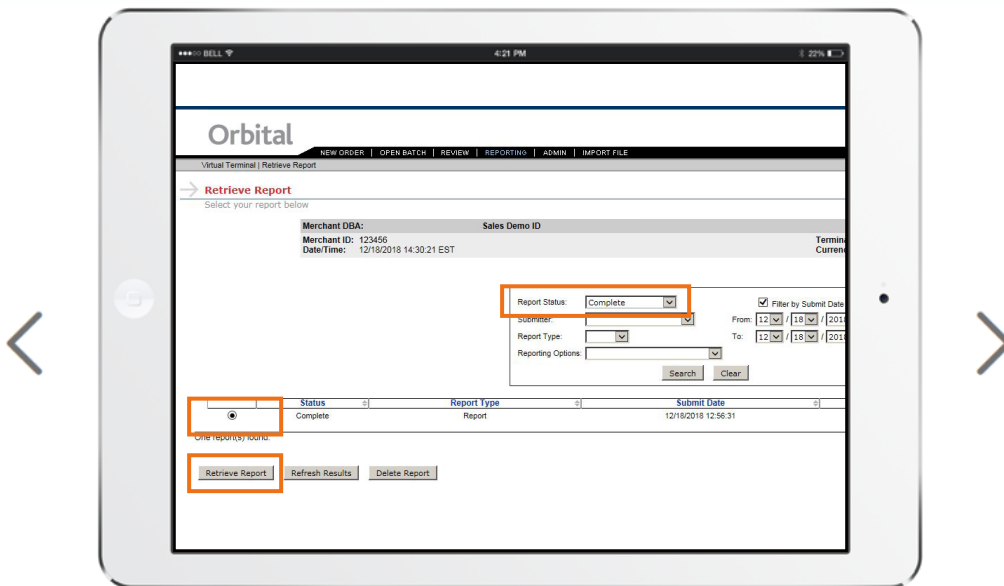 ●●●○○ BELL 4:21 PM 22%
Orbital
NEW ORDER | OPEN BATCH | REVIEW | REPORTING | ADMIN | IMPORT FILE
Virtual Terminal | Retrieve Report
Retrieve Report
Select your report below
Merchant DBA: Sales Demo ID
Merchant ID: 123456 Termina
Date/Time: 12/18/2018 14:30:21 EST Curren
Report Status: Complete Filter by Submit Date
Submitter: From: 12 / 18 / 2018
Report Type: To: 12 / 18 / 2018
Reporting Options:
Search Clear
Status Report Type Submit Date
Complete Report 12/18/2018 12:56:31
One report(s) found.
Retrieve Report Refresh Results Delete Report